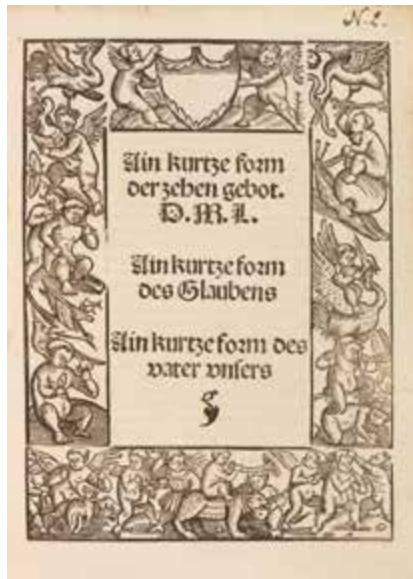 N. 2.
Ain kurtze form
der zehen gebot.
D. M. L.
Ain kurtze form
des Glaubens
Ain kurtze form des
vater vnsers